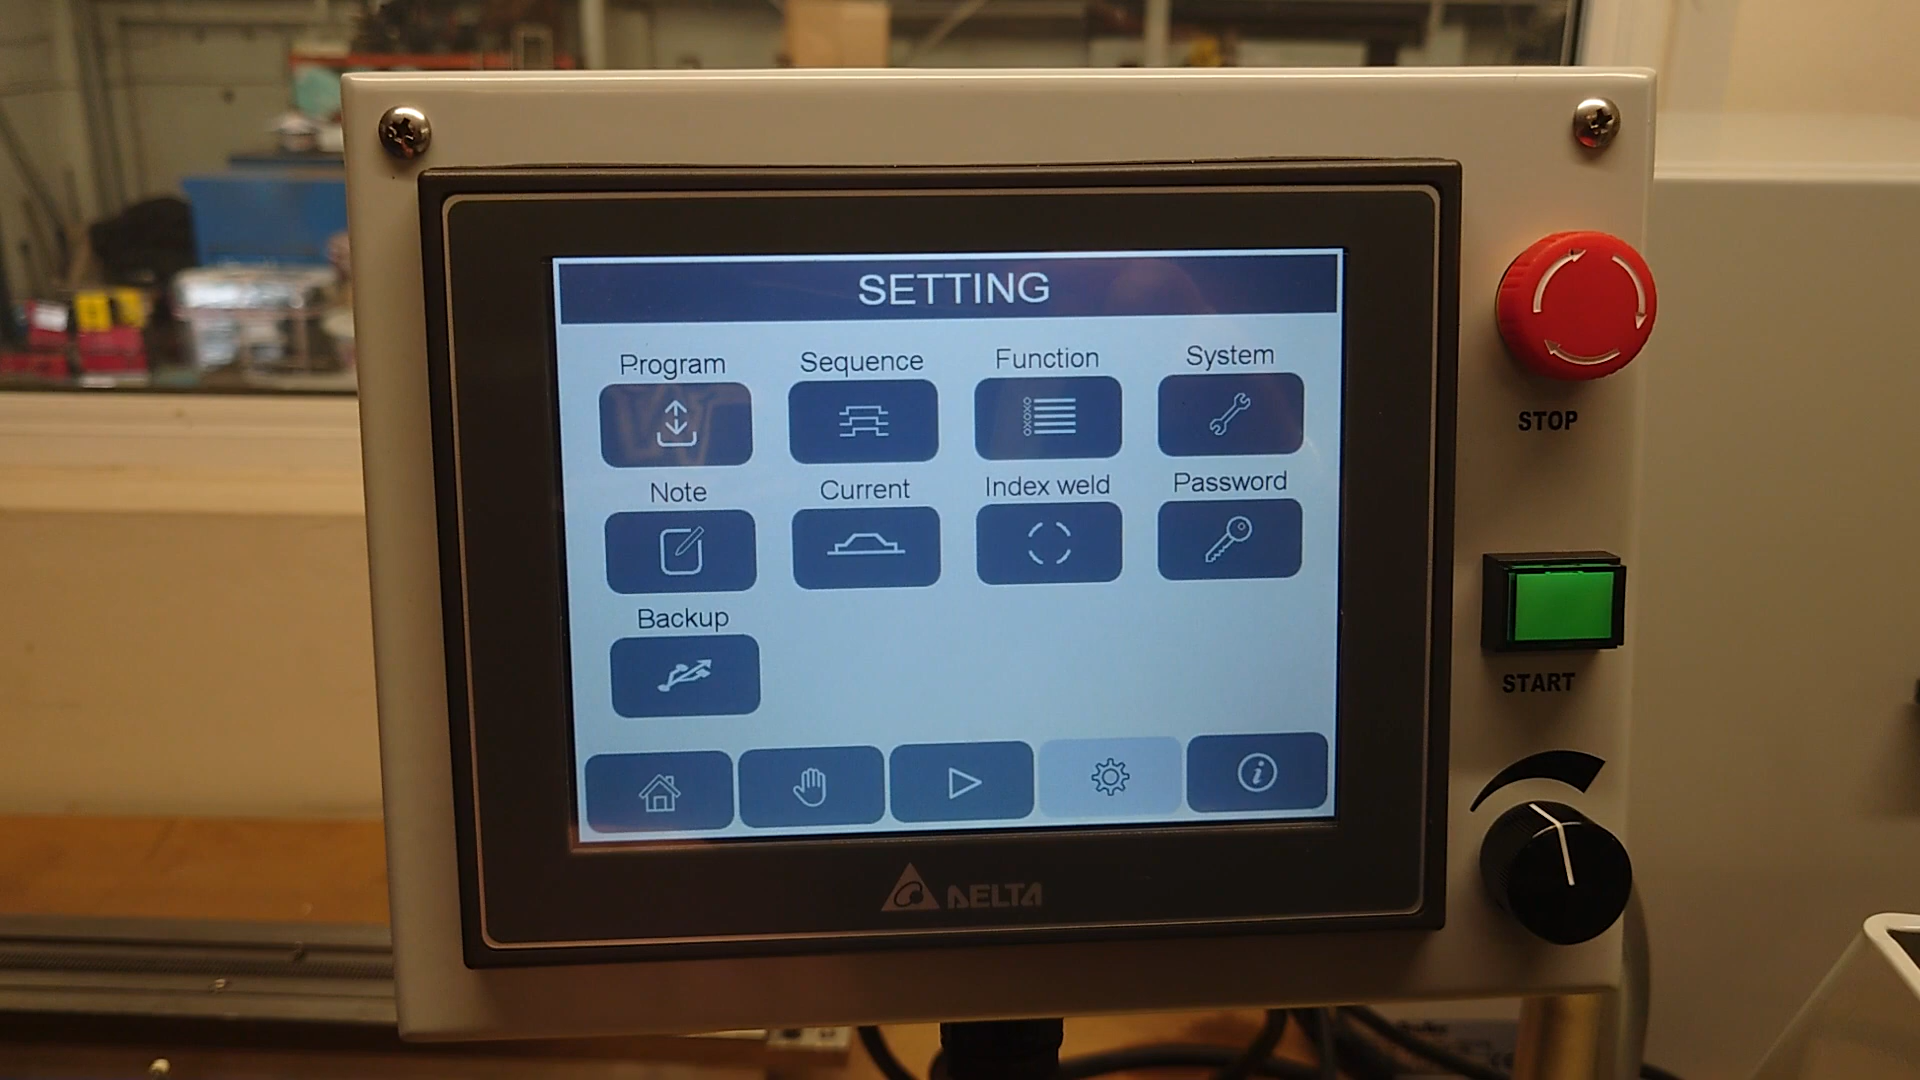 SETTING
Program Sequence Function System
Note Current Index weld Password
Backup
DELTA
STOP
START